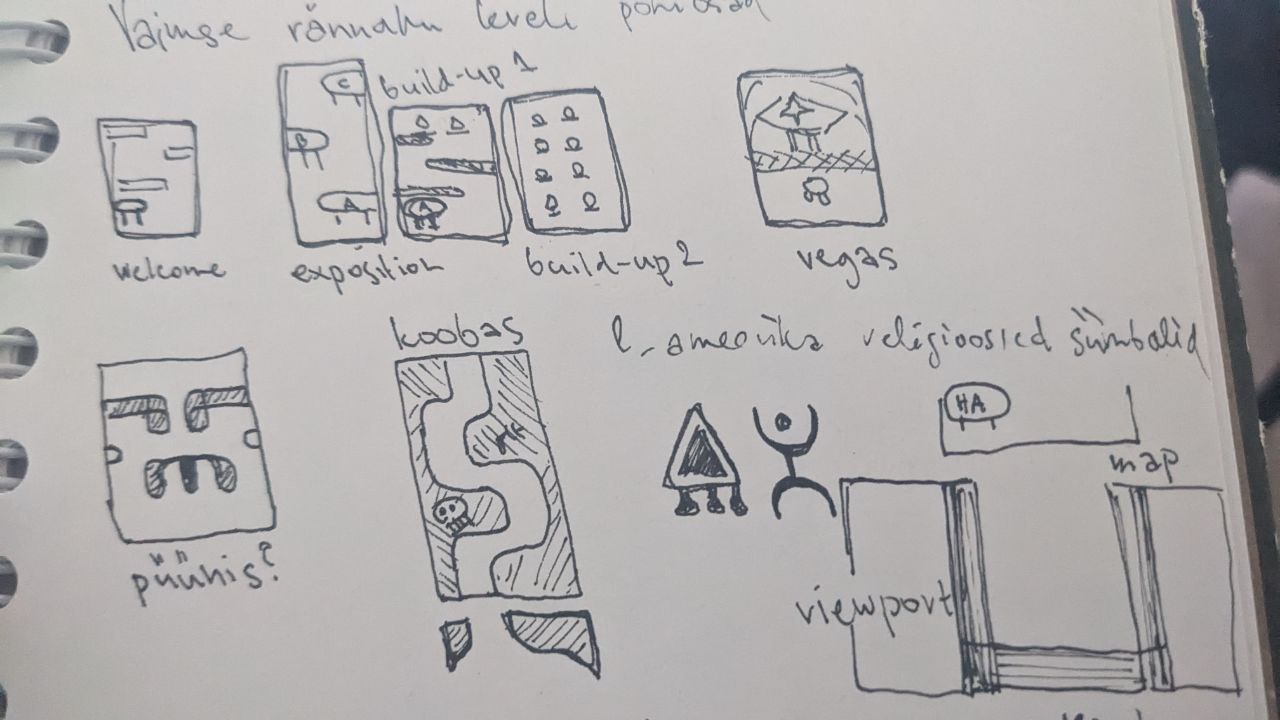 Vaimse rännaku leveli põhiosad
build-up 1
C
B
A
A
welcome
exposition
build-up 2
vegas
koobas
l. ameerika religioossed sümbolid
HA
map
püünis?
viewport